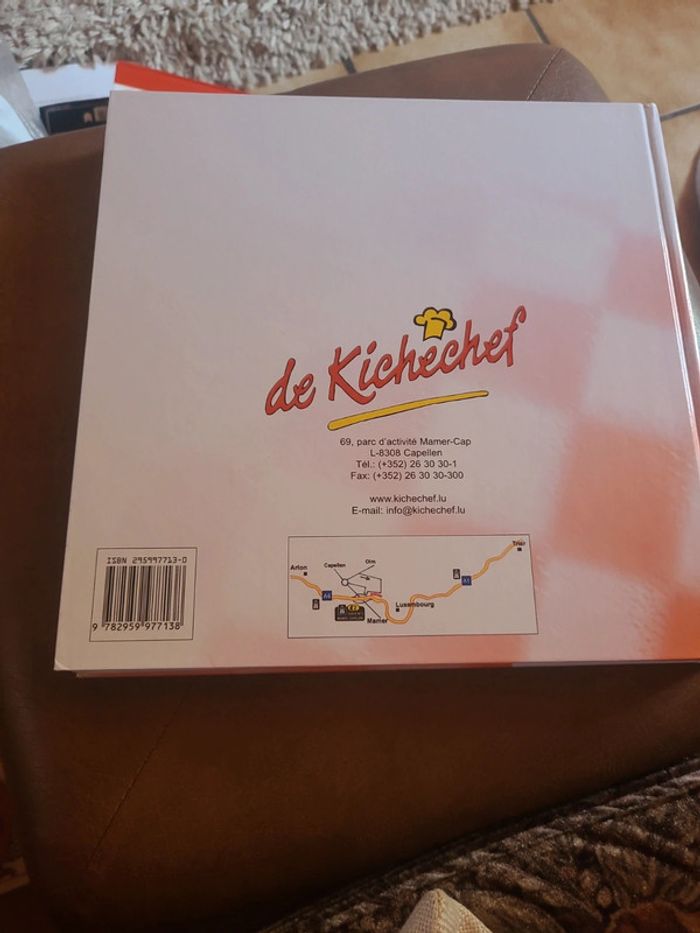 de Kichechef
69, parc d'activité Mamer-Cap
L-8308 Capellen
Tél.: (+352) 26 30 30-1
Fax: (+352) 26 30 30-300
www.kichechef.lu
E-mail: info@kichechef.lu
ISBN 295997713-0
9 782959 977138
Arlon
Capellen
Olm
Trier
A6
A1
Luxembourg
Mamer